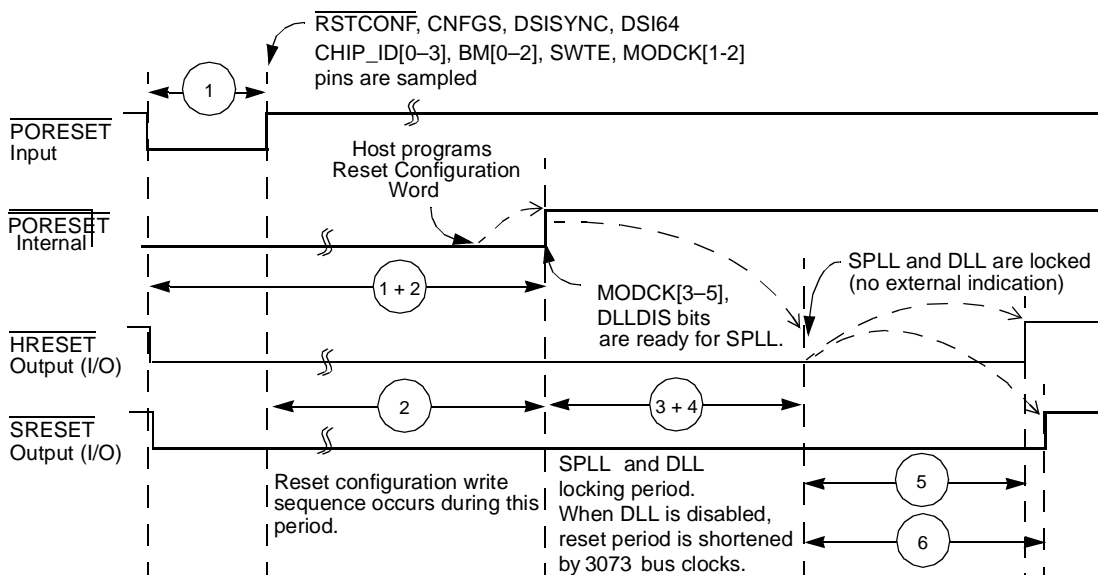 RSTCONF, CNFGS, DSISYNC, DSI64
CHIP_ID[0–3], BM[0–2], SWTE, MODCK[1-2]
pins are sampled
1
PORESET
Input
Host programs
Reset Configuration
Word
PORESET
Internal
1 + 2
MODCK[3–5],
DLLDIS bits
are ready for SPLL.
SPLL and DLL are locked
(no external indication)
HRESET
Output (I/O)
2
3 + 4
SRESET
Output (I/O)
Reset configuration write
sequence occurs during this
period.
SPLL and DLL
locking period.
When DLL is disabled,
reset period is shortened
by 3073 bus clocks.
5
6